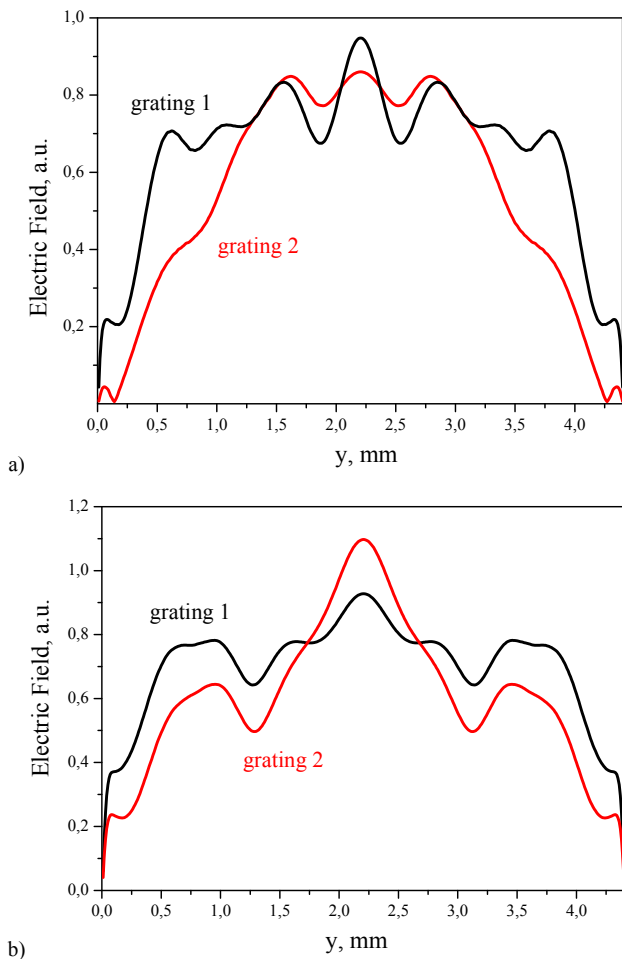 1,0
0,8
0,6
0,4
0,2
Electric Field, a.u.
grating 1
grating 2
0,0 0,5 1,0 1,5 2,0 2,5 3,0 3,5 4,0
y, mm
a)
1,2
1,0
0,8
0,6
0,4
0,2
0,0
Electric Field, a.u.
grating 1
grating 2
0,0 0,5 1,0 1,5 2,0 2,5 3,0 3,5 4,0
y, mm
b)